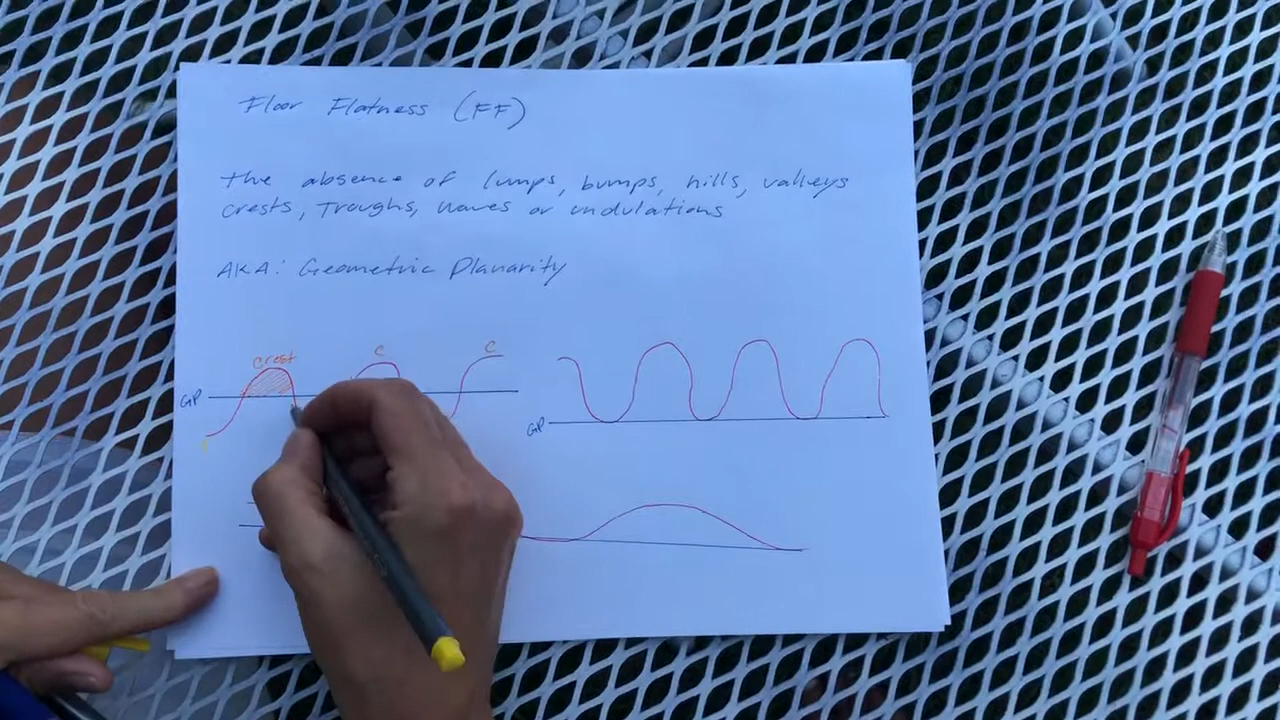 Floor Flatness (FF)
the absence of lumps, bumps, hills, valleys
crests, Troughs, waves or undulations
AKA: Geometric Planarity
crest C C
GP
GP